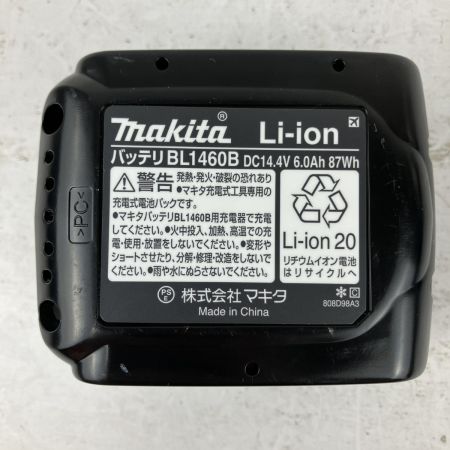 makita® Li-ion
バッテリ BL1460B DC14.4V 6.0Ah 87Wh
警告 発熱・発火・破裂の恐れあり
●マキタ充電式工具専用の
充電式電池パックです。
●マキタバッテリBL1460B用充電器で充電
してください。●火中投入、加熱、高温での充
電・使用・放置をしないでください。●変形や
ショートさせたり、分解・修理・改造をしないで
ください。●雨や水にぬらさないでください。
Li-ion 20
リチウムイオン電池
はリサイクルへ
PS
E
株式会社 マキタ
Made in China
✻ C
808D98A3
>PC<